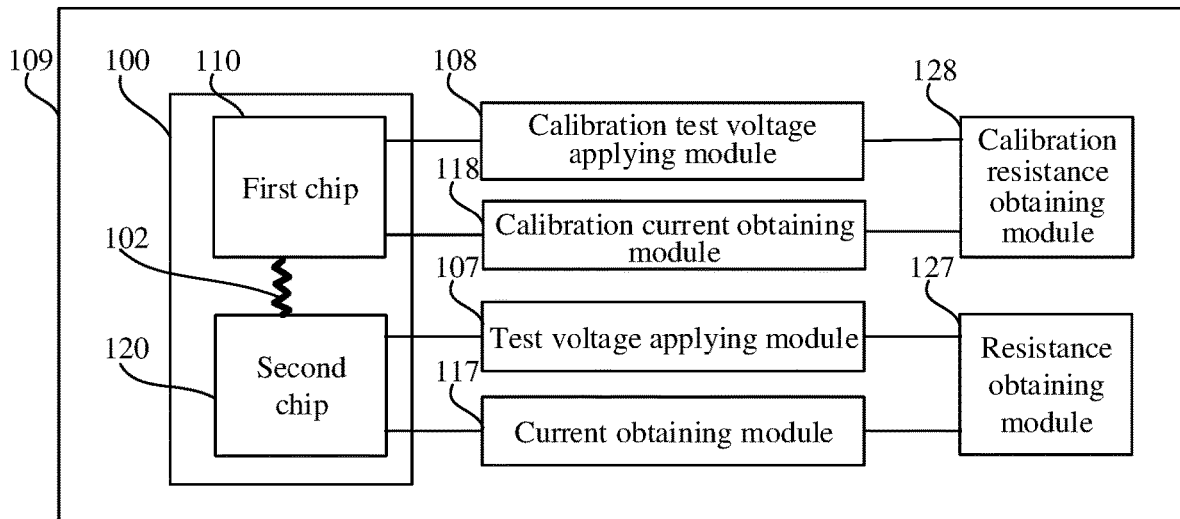 109
100
110
108
128
First chip
Calibration test voltage
applying module
118
Calibration current obtaining
module
Calibration
resistance
obtaining
module
102
107
127
120
Second
chip
Test voltage applying module
117
Current obtaining module
Resistance
obtaining
module